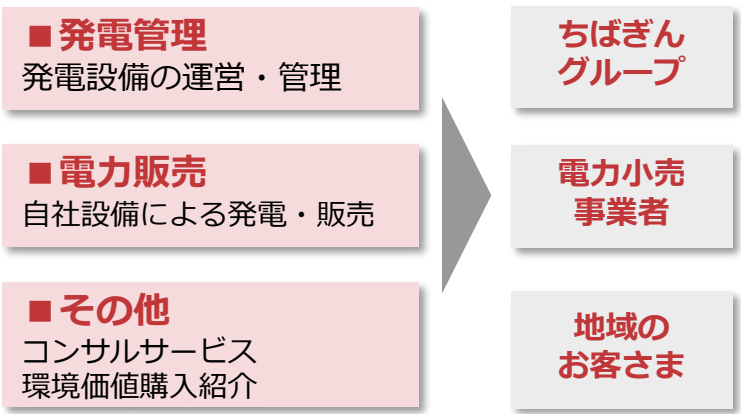 ■発電管理
発電設備の運営・管理
■電力販売
自社設備による発電・販売
■その他
コンサルサービス
環境価値購入紹介
ちばぎん
グループ
電力小売
事業者
地域の
お客さま